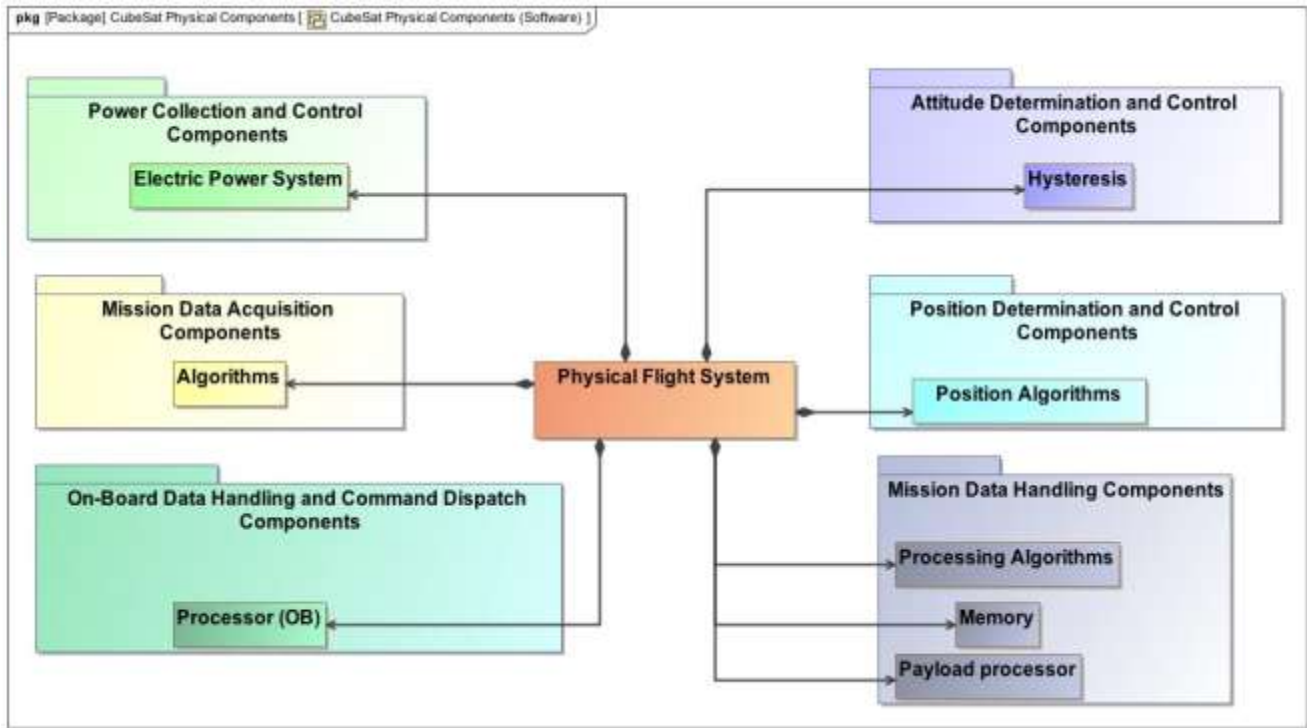 pkg [Package] CubeSat Physical Components [ CubeSat Physical Components (Software) ]
Power Collection and Control
Components
Electric Power System
Attitude Determination and Control
Components
Hysteresis
Mission Data Acquisition
Components
Algorithms
Physical Flight System
Position Determination and Control
Components
Position Algorithms
On-Board Data Handling and Command Dispatch
Components
Processor (OB)
Mission Data Handling Components
Processing Algorithms
Memory
Payload processor